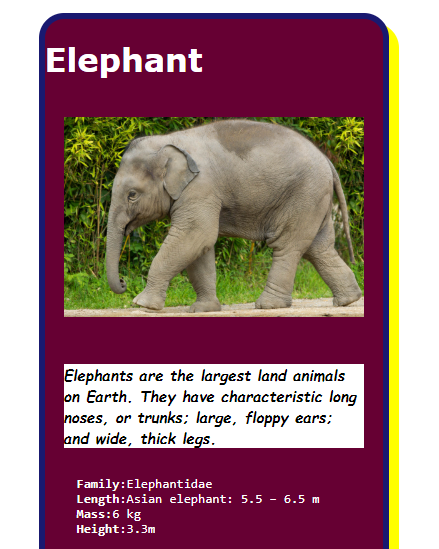 Elephant
Elephants are the largest land animals
on Earth. They have characteristic long
noses, or trunks; large, floppy ears;
and wide, thick legs.
Family:Elephantidae
Length:Asian elephant: 5.5 – 6.5 m
Mass:6 kg
Height:3.3m